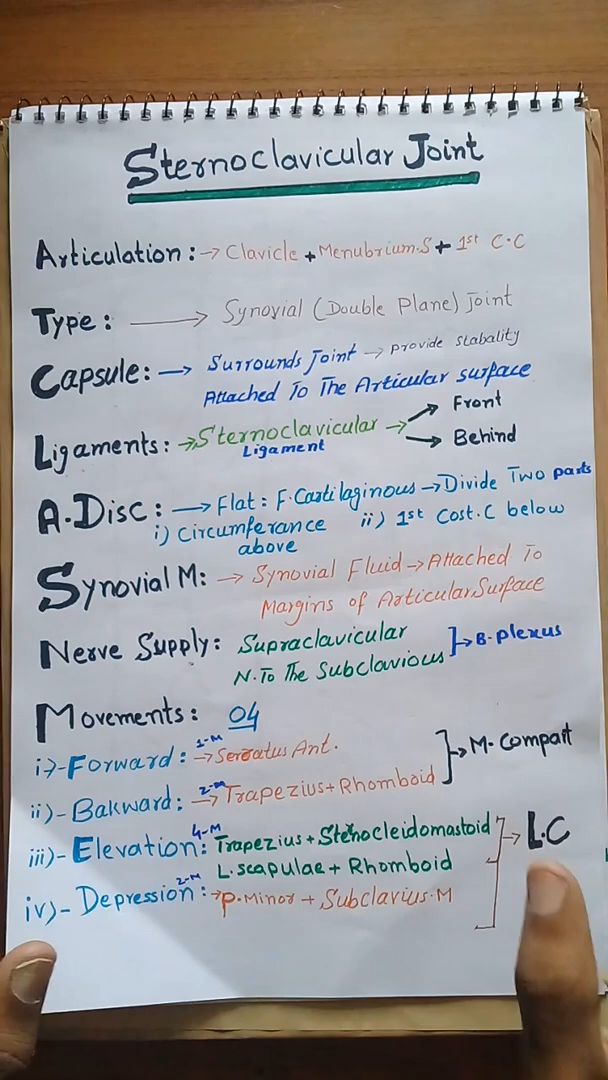 Sternoclavicular Joint
Articulation: → Clavicle + Menubrium.S + 1st C.C
Type: → Synovial (Double Plane) Joint
Capsule: → Surrounds Joint → provide stabality
Attached To The Articular surface
Ligaments: → Sternoclavicular → Front
Ligament Behind
A.Disc: → Flat: F.Cartilaginous → Divide Two parts
i) Circumferance ii) 1st Cost.C below
above
Synovial M: → Synovial Fluid → Attached To
Margins of Articular Surface
Nerve Supply: Supraclavicular
N.To The Subclavious → B.plexus
Movements: 04
i)- Forward: 1-M → Serratus Ant.
ii)- Bakward: 2-M → Trapezius + Rhomboid → M. Compart
iii)- Elevation: 4-M Trapezius + Stenocleidomastoid → L.C
L.scapulae + Rhomboid
iv)- Depression: 2-M → P.Minor + Subclavius.M